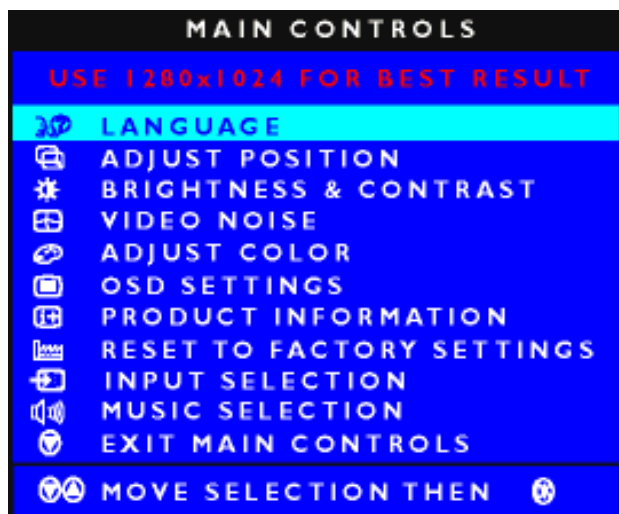 MAIN CONTROLS
USE 1280x1024 FOR BEST RESULT
LANGUAGE
ADJUST POSITION
BRIGHTNESS & CONTRAST
VIDEO NOISE
ADJUST COLOR
OSD SETTINGS
PRODUCT INFORMATION
RESET TO FACTORY SETTINGS
INPUT SELECTION
MUSIC SELECTION
EXIT MAIN CONTROLS
MOVE SELECTION THEN